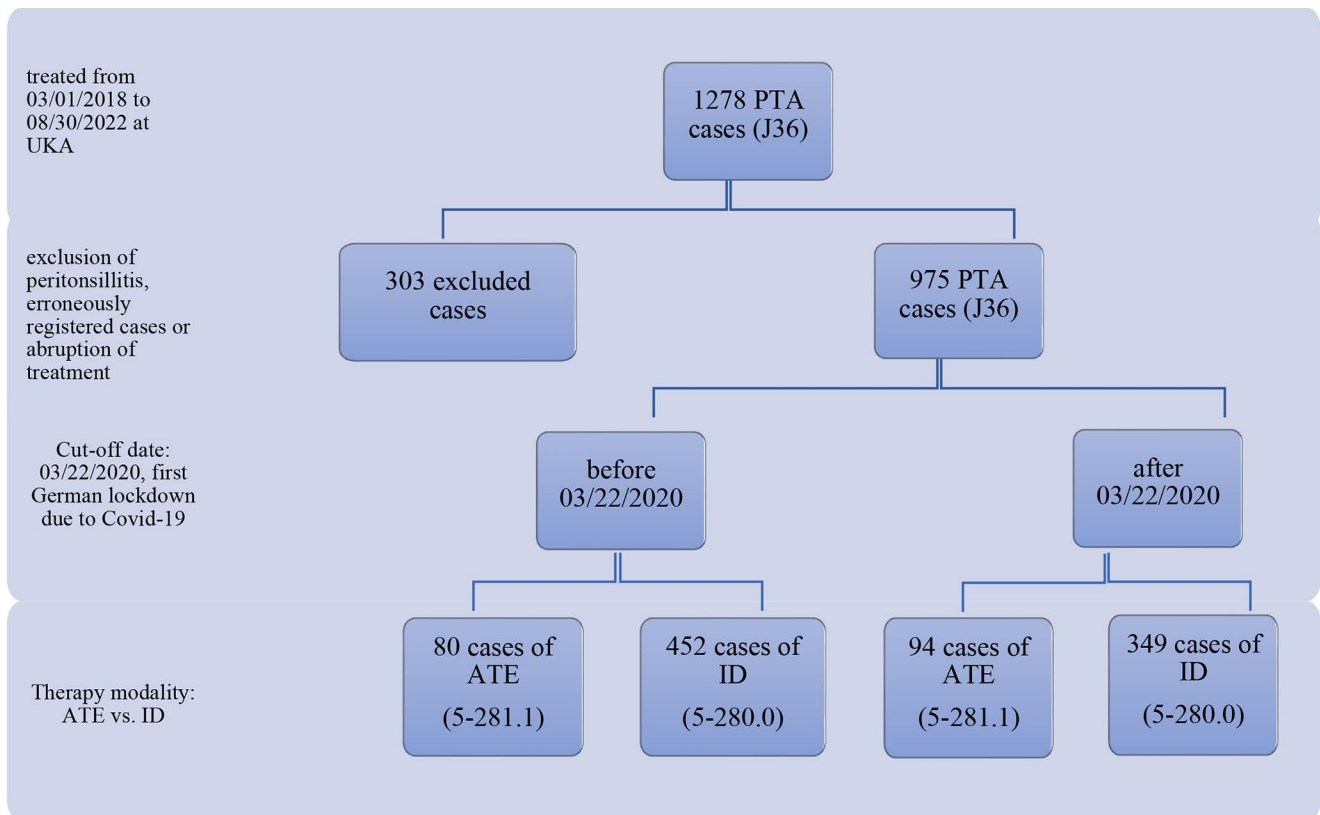 treated from
03/01/2018 to
08/30/2022 at
UKA
1278 PTA
cases (J36)
exclusion of
peritonsillitis,
erroneously
registered cases or
abruption of
treatment
303 excluded
cases
975 PTA
cases (J36)
Cut-off date:
03/22/2020, first
German lockdown
due to Covid-19
before
03/22/2020
after
03/22/2020
Therapy modality:
ATE vs. ID
80 cases of
ATE
(5-281.1)
452 cases of
ID
(5-280.0)
94 cases of
ATE
(5-281.1)
349 cases of
ID
(5-280.0)